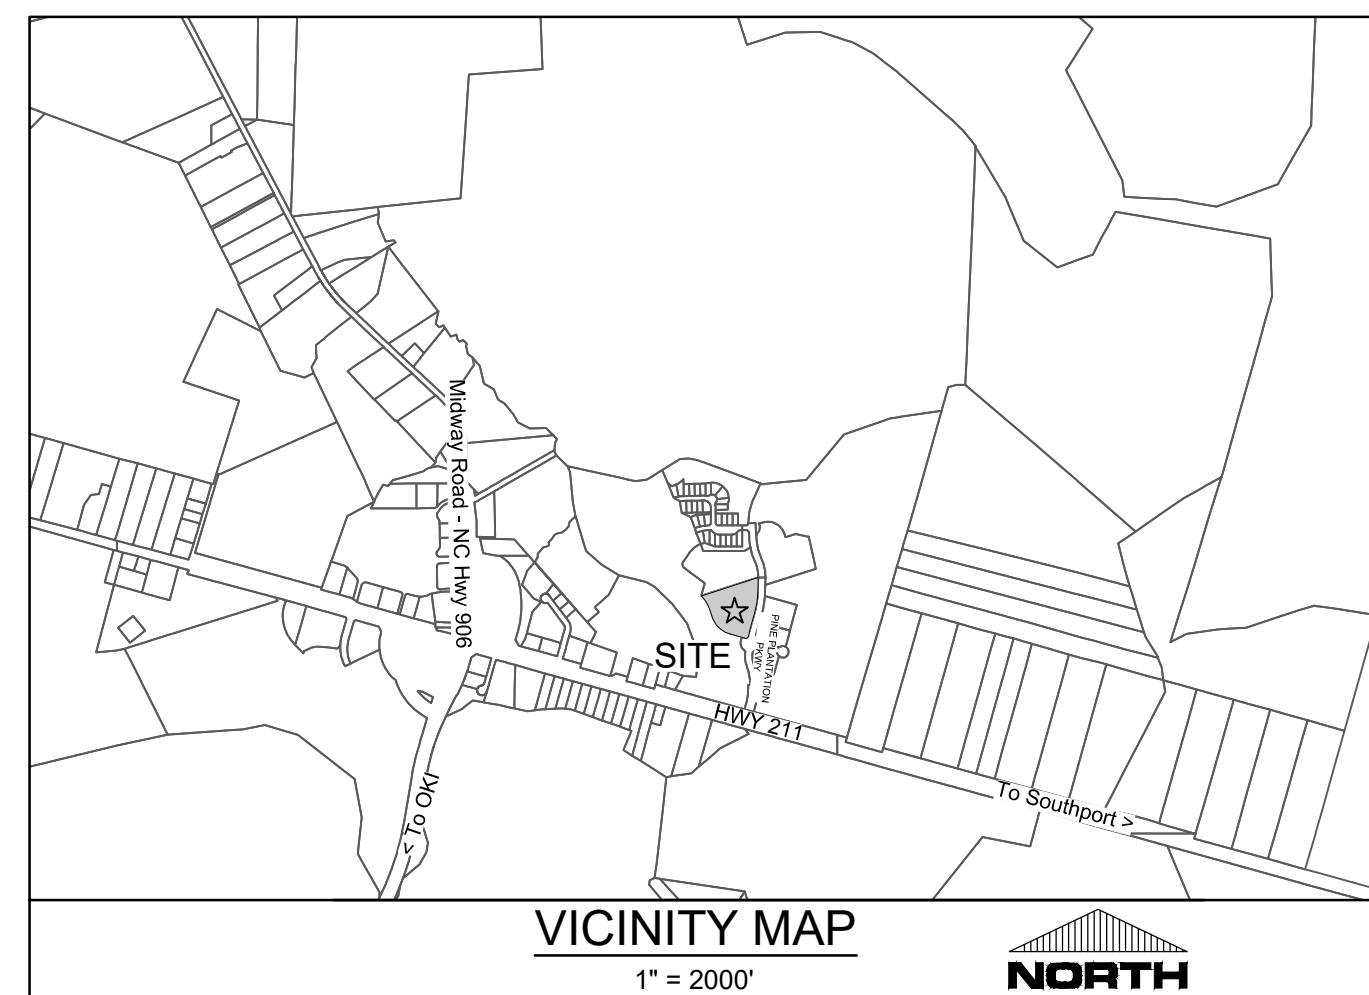 Midway Road - NC Hwy 906
SITE
PINE PLANTATION
PKWY
HWY 211
To Southport >
< To OKI
VICINITY MAP
1" = 2000'
NORTH